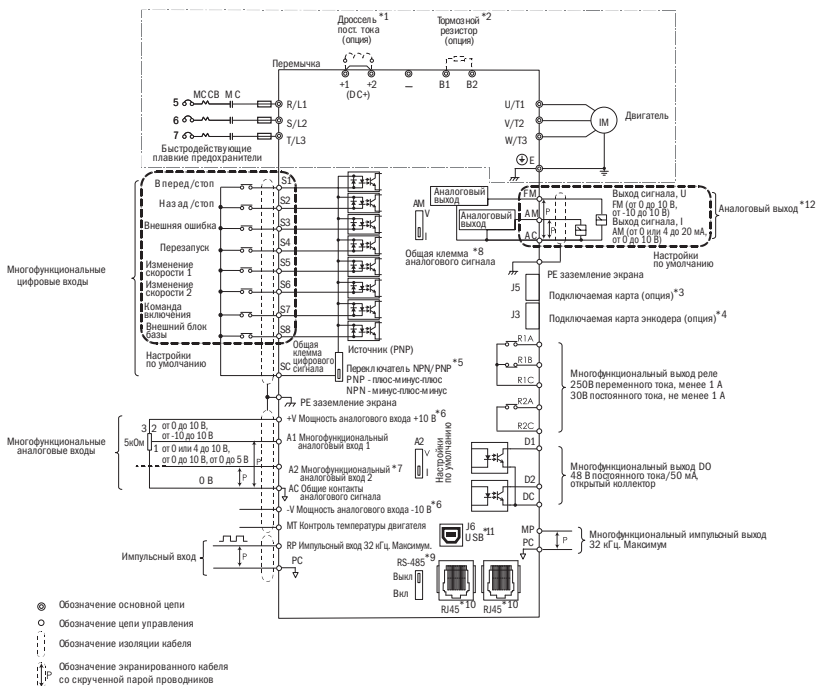 Дроссель *1
пост. тока
(опция)
Тормозной *2
резистор
(опция)
Перемычка
+1 +2 — B1 B2
(DC+)
MCCB MC
5 R/L1
6 S/L2
7 T/L3
Быстродействующие
плавкие предохранители
U/T1
V/T2
W/T3
IM
Двигатель
E
Вперед/стоп S1
Назад/стоп S2
Внешняя ошибка S3
Перезапуск S4
Изменение
скорости 1 S5
Изменение
скорости 2 S6
Команда
включения S7
Внешний блок
базы S8
Многофункциональные
цифровые входы
Настройки
по умолчанию
SC
Общая
клемма
цифрового
сигнала
Источник (PNP)
Переключатель NPN/PNP *5
PNP - плюс-минус-плюс
NPN - минус-плюс-минус
PE заземление экрана
AM
V
I
Аналоговый
выход
Аналоговый
выход
FM
AM
AC
P
P
Выход сигнала, U
FM (от 0 до 10 В,
от -10 до 10 В)
Выход сигнала, I
AM (от 0 или 4 до 20 мА,
от 0 до 10 В)
Аналоговый выход *12
Общая клемма *8
аналогового сигнала
Настройки
по умолчанию
PE заземление экрана
J5
Подключаемая карта (опция) *3
J3
Подключаемая карта энкодера (опция) *4
R1A
R1B
R1C
R2A
R2C
Многофункциональный выход реле
250В переменного тока, менее 1 А
30В постоянного тока, не менее 1 А
Многофункциональные
аналоговые входы
5кОм
3 2
1
от 0 до 10 В,
от -10 до 10 В
от 0 или 4 до 10 В,
от 0 до 10 В, от 0 до 5 В
0 В
P
P
+V Мощность аналогового входа +10 В *6
A1 Многофункциональный
аналоговый вход 1
A2 Многофункциональный *7
аналоговый вход 2
AC Общие контакты
аналогового сигнала
-V Мощность аналогового входа -10 В *6
MT Контроль температуры двигателя
A2
V
I
Настройки
по умолчанию
D1
D2
DC
Многофункциональный выход DO
48 В постоянного тока/50 мА,
открытый коллектор
Импульсный вход
P
RP Импульсный вход 32 кГц. Максимум.
PC
J6
USB *11
MP
PC
P
Многофункциональный импульсный выход
32 кГц. Максимум
RS-485 *9
Выкл
Вкл
RJ45 *10
RJ45 *10
Обозначение основной цепи
Обозначение цепи управления
Обозначение изоляции кабеля
P
Обозначение экранированного кабеля
со скрученной парой проводников